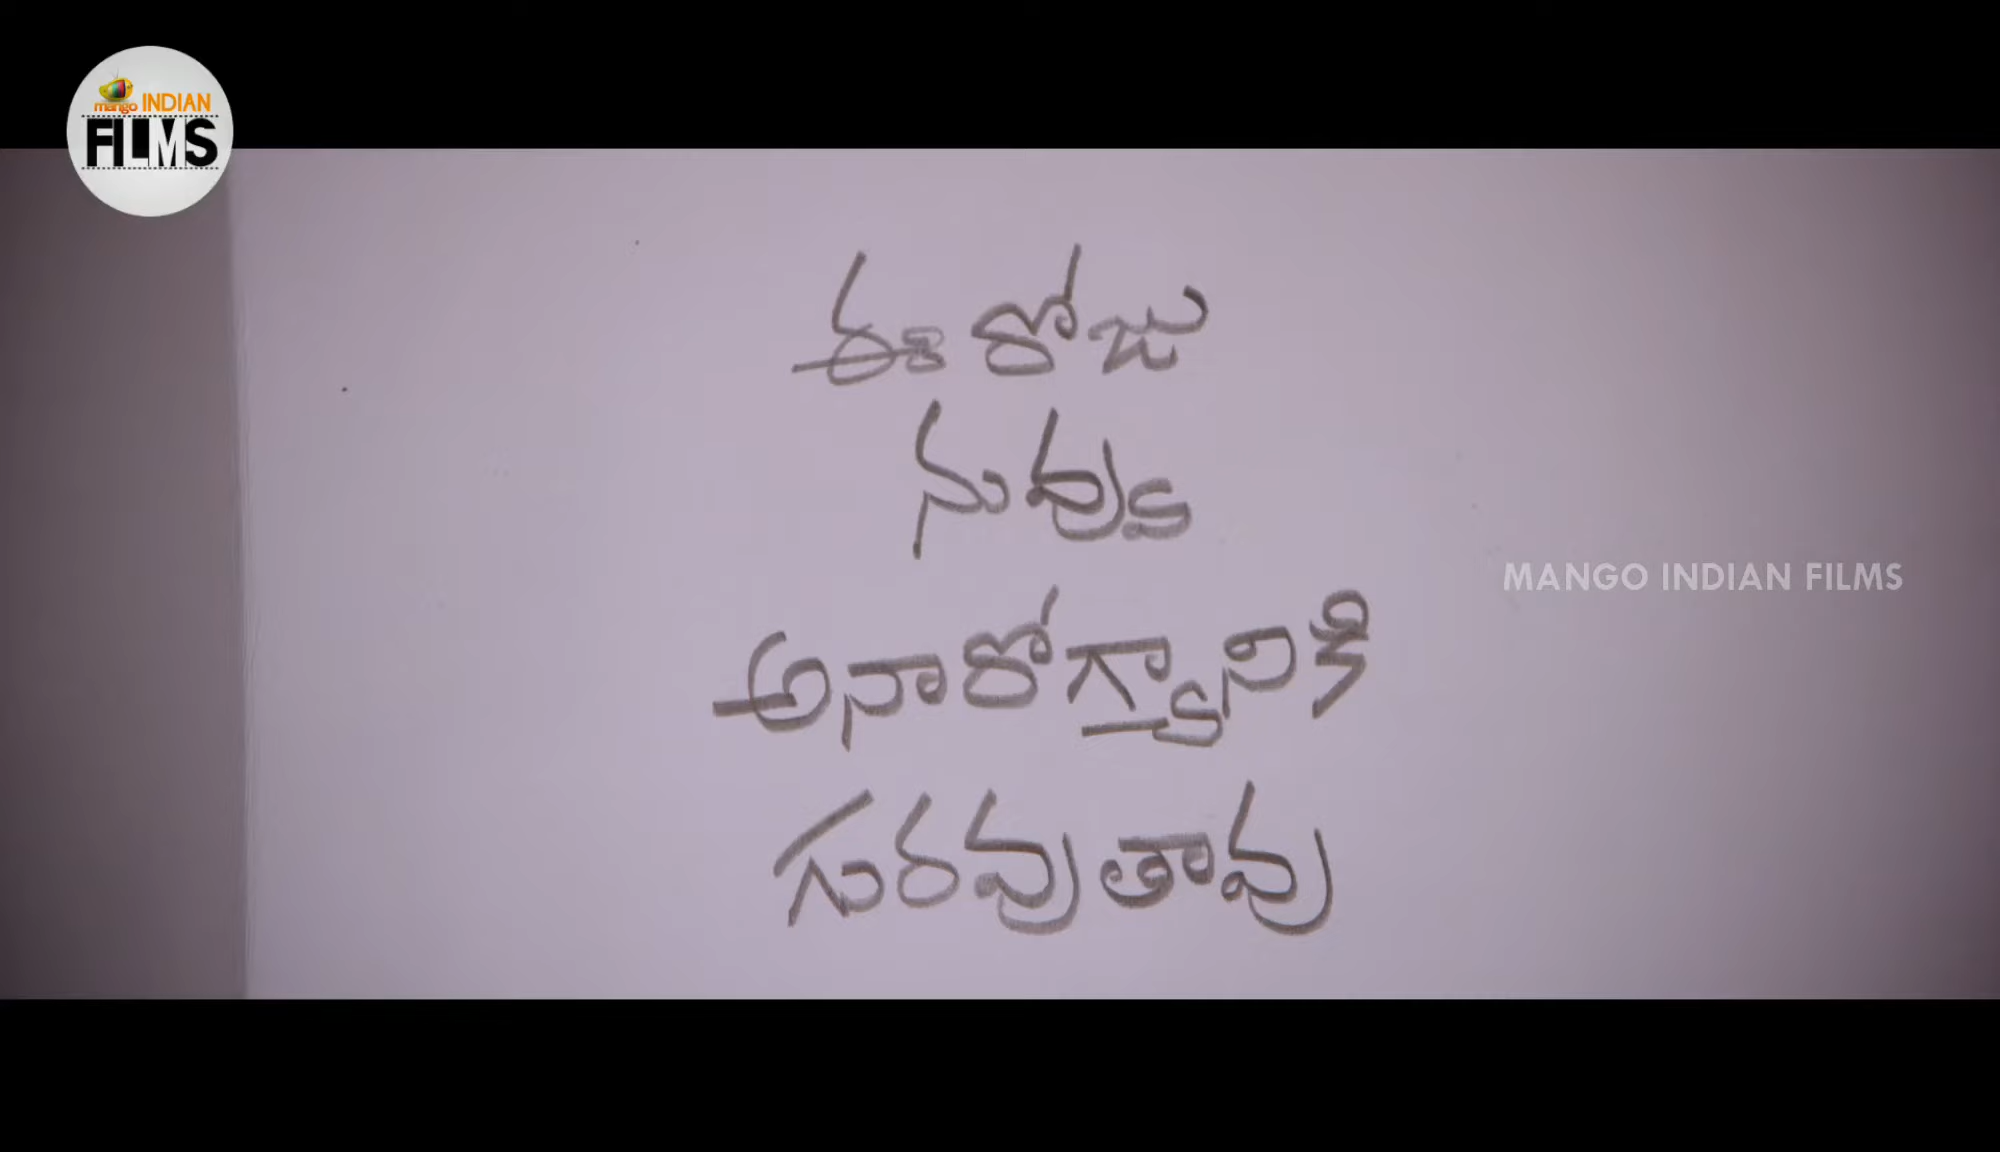 mango INDIAN
FILMS
ఈ రోజు
నువ్వు
MANGO INDIAN FILMS
అనారోగ్యానికి
గురవుతావు